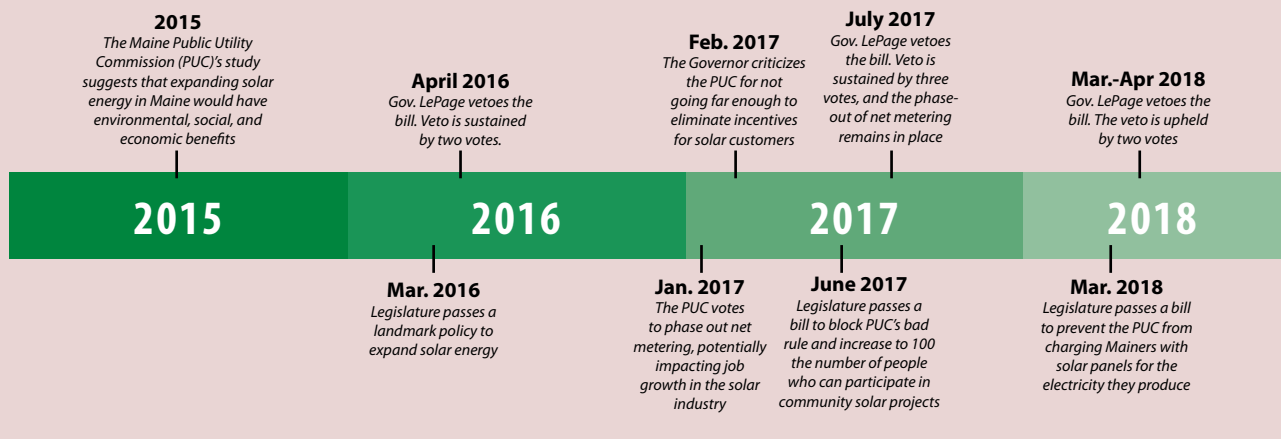 2015
The Maine Public Utility
Commission (PUC)’s study
suggests that expanding solar
energy in Maine would have
environmental, social, and
economic benefits
April 2016
Gov. LePage vetoes the
bill. Veto is sustained
by two votes.
Feb. 2017
The Governor criticizes
the PUC for not
going far enough to
eliminate incentives
for solar customers
July 2017
Gov. LePage vetoes
the bill. Veto is
sustained by three
votes, and the phase-
out of net metering
remains in place
Mar.-Apr 2018
Gov. LePage vetoes the
bill. The veto is upheld
by two votes
2015
2016
2017
2018
Mar. 2016
Legislature passes a
landmark policy to
expand solar energy
Jan. 2017
The PUC votes
to phase out net
metering, potentially
impacting job
growth in the solar
industry
June 2017
Legislature passes a
bill to block PUC’s bad
rule and increase to 100
the number of people
who can participate in
community solar projects
Mar. 2018
Legislature passes a bill
to prevent the PUC from
charging Mainers with
solar panels for the
electricity they produce